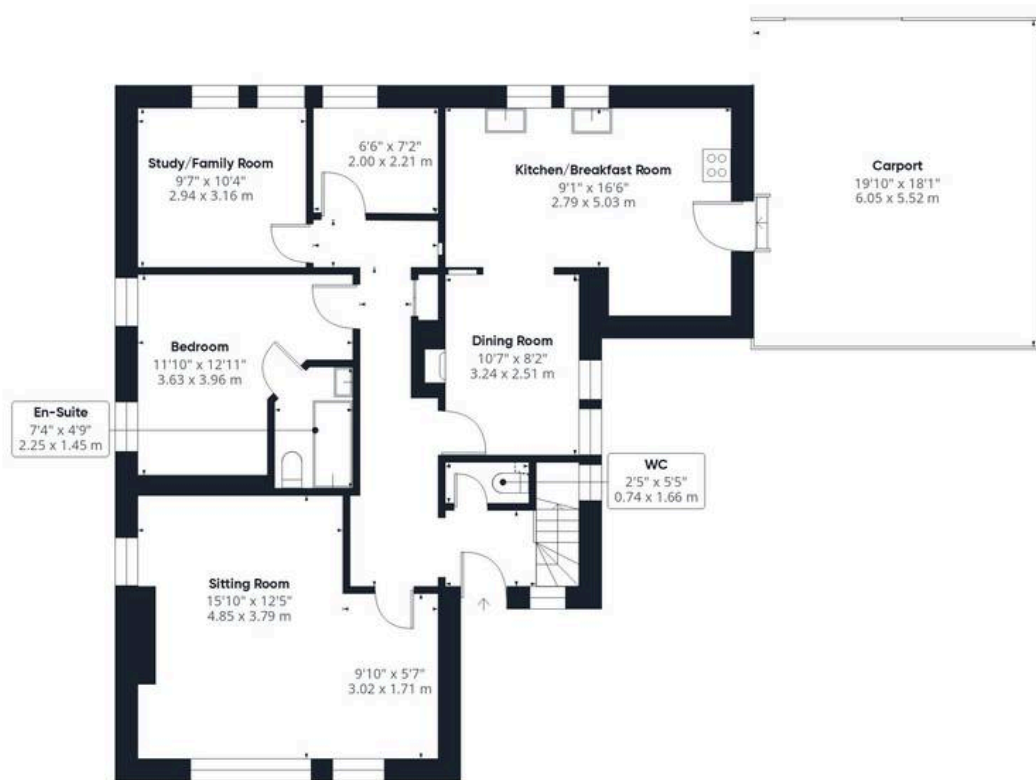 Study/Family Room
9'7" x 10'4"
2.94 x 3.16 m
6'6" x 7'2"
2.00 x 2.21 m
Kitchen/Breakfast Room
9'1" x 16'6"
2.79 x 5.03 m
Carport
19'10" x 18'1"
6.05 x 5.52 m
Bedroom
11'10" x 12'11"
3.63 x 3.96 m
Dining Room
10'7" x 8'2"
3.24 x 2.51 m
En-Suite
7'4" x 4'9"
2.25 x 1.45 m
WC
2'5" x 5'5"
0.74 x 1.66 m
Sitting Room
15'10" x 12'5"
4.85 x 3.79 m
9'10" x 5'7"
3.02 x 1.71 m